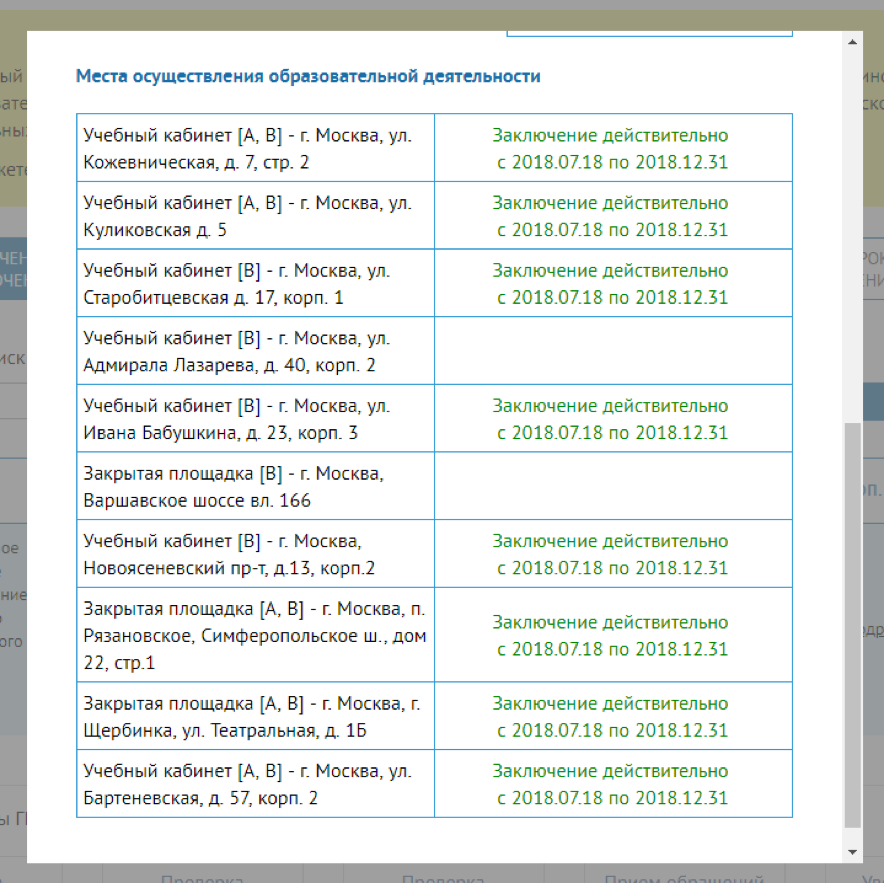 Места осуществления образовательной деятельности
Учебный кабинет [A, B] - г. Москва, ул.
Кожевническая, д. 7, стр. 2
Заключение действительно
с 2018.07.18 по 2018.12.31
Учебный кабинет [A, B] - г. Москва, ул.
Куликовская д. 5
Заключение действительно
с 2018.07.18 по 2018.12.31
Учебный кабинет [B] - г. Москва, ул.
Старобитцевская д. 17, корп. 1
Заключение действительно
с 2018.07.18 по 2018.12.31
Учебный кабинет [B] - г. Москва, ул.
Адмирала Лазарева, д. 40, корп. 2
Учебный кабинет [B] - г. Москва, ул.
Ивана Бабушкина, д. 23, корп. 3
Заключение действительно
с 2018.07.18 по 2018.12.31
Закрытая площадка [B] - г. Москва,
Варшавское шоссе вл. 166
Учебный кабинет [B] - г. Москва,
Новоясеневский пр-т, д.13, корп.2
Заключение действительно
с 2018.07.18 по 2018.12.31
Закрытая площадка [A, B] - г. Москва, п.
Рязановское, Симферопольское ш., дом
22, стр.1
Заключение действительно
с 2018.07.18 по 2018.12.31
Закрытая площадка [A, B] - г. Москва, г.
Щербинка, ул. Театральная, д. 1Б
Заключение действительно
с 2018.07.18 по 2018.12.31
Учебный кабинет [A, B] - г. Москва, ул.
Бартеневская, д. 57, корп. 2
Заключение действительно
с 2018.07.18 по 2018.12.31
Проверка
Проверка
Прием обращений